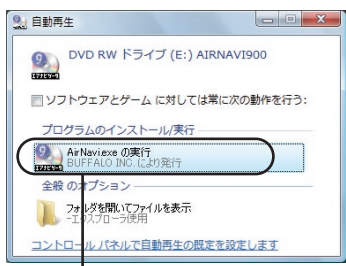 自動再生
DVD RW ドライブ (E:) AIRNAVI900
ソフトウェアとゲーム に対しては常に次の動作を行う:
プログラムのインストール/実行
AirNavi.exe の実行
BUFFALO INC. により発行
全般 のオプション
フォルダを開いてファイルを表示
-エクスプローラ使用
コントロール パネルで自動再生の既定を設定します